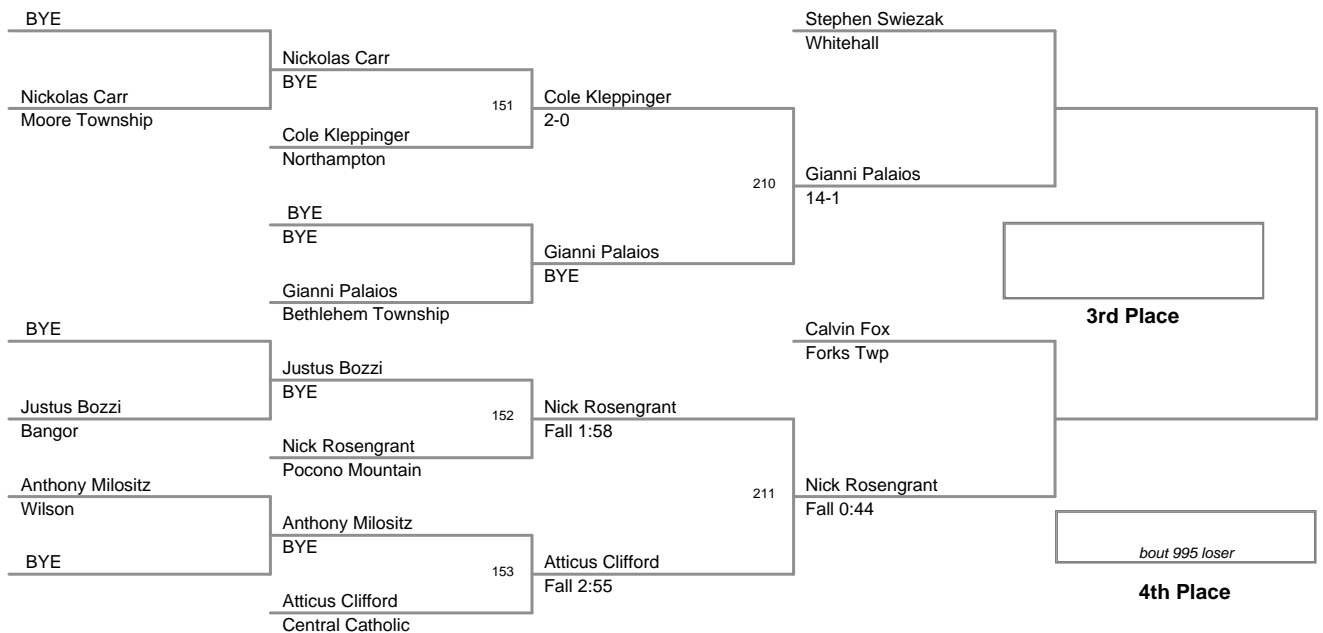 BYE
Stephen Swiezak
Whitehall
Nickolas Carr
BYE
Nickolas Carr
Moore Township
151
Cole Kleppinger
2-0
Cole Kleppinger
Northampton
210
Gianni Palaios
14-1
BYE
BYE
Gianni Palaios
BYE
Gianni Palaios
Bethlehem Township
3rd Place
BYE
Calvin Fox
Forks Twp
Justus Bozzi
BYE
Justus Bozzi
Bangor
152
Nick Rosengrant
Fall 1:58
Nick Rosengrant
Pocono Mountain
Anthony Milositz
Wilson
211
Nick Rosengrant
Fall 0:44
Anthony Milositz
BYE
BYE
153
Atticus Clifford
Fall 2:55
bout 995 loser
4th Place
Atticus Clifford
Central Catholic